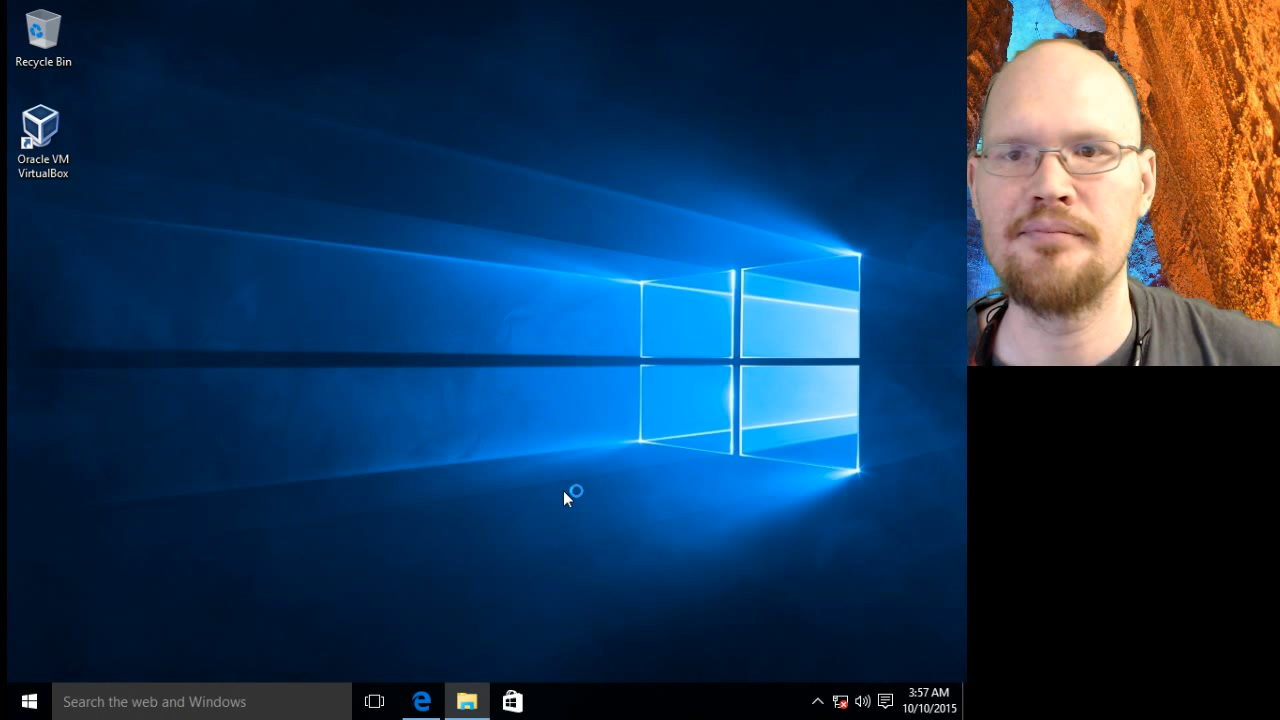 Recycle Bin
Oracle VM
VirtualBox
Search the web and Windows
3:57 AM
10/10/2015